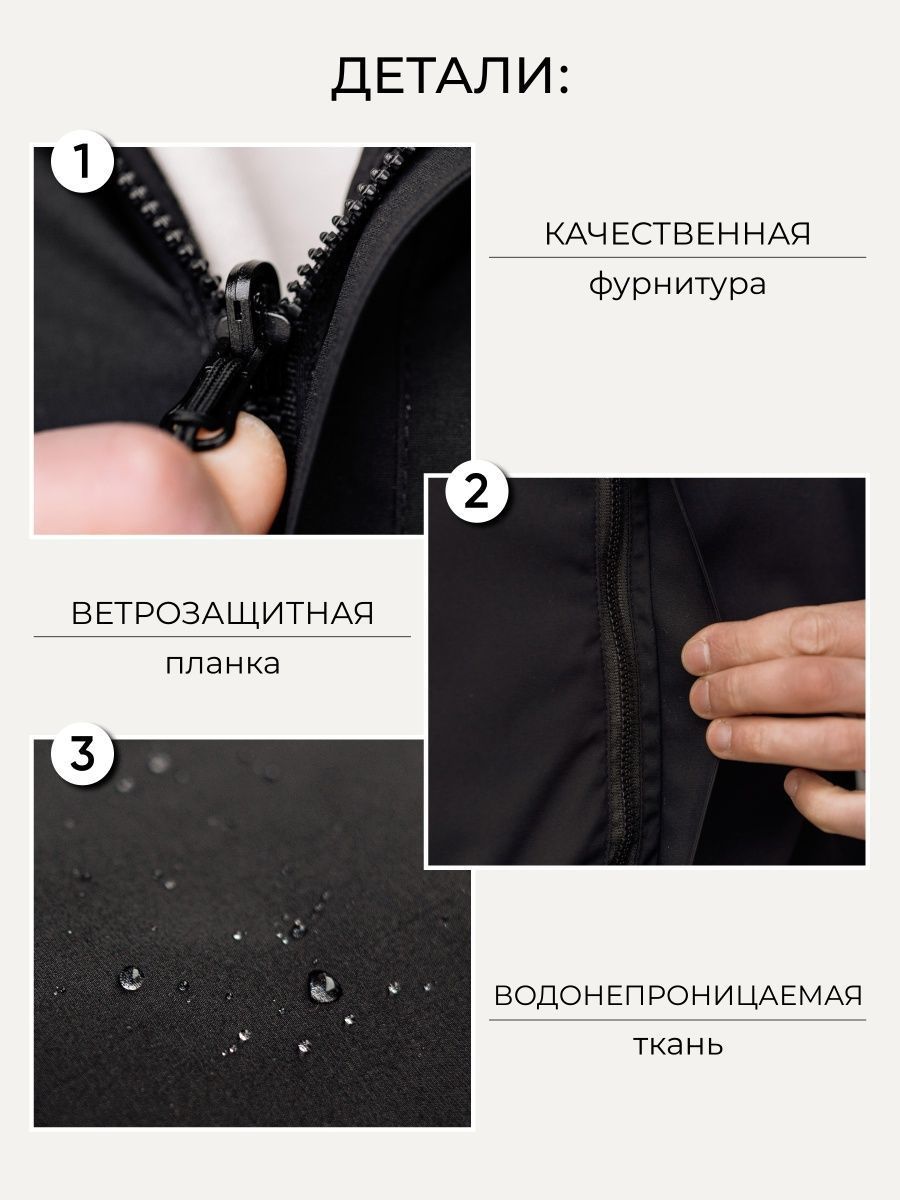 ДЕТАЛИ:
1
КАЧЕСТВЕННАЯ
фурнитура
2
ВЕТРОЗАЩИТНАЯ
планка
3
ВОДОНЕПРОНИЦАЕМАЯ
ткань